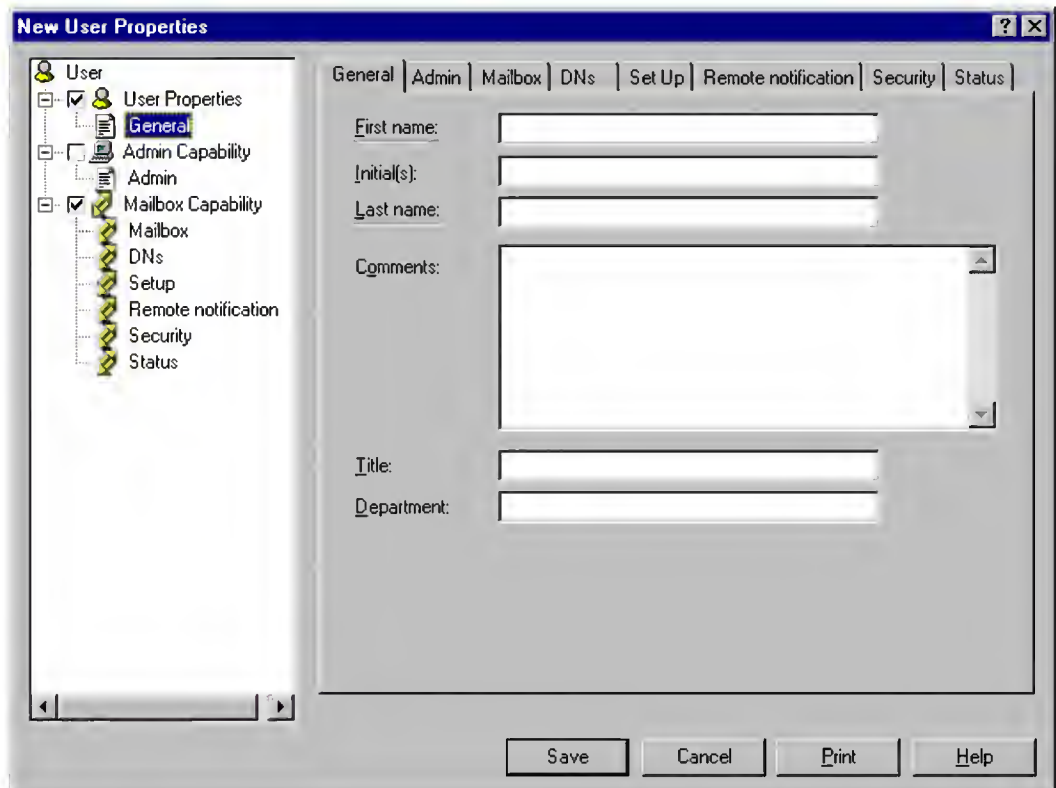 New User Properties
User
User Properties
General
Admin Capability
Admin
Mailbox Capability
Mailbox
DNs
Setup
Remote notification
Security
Status
General Admin Mailbox DNs Set Up Remote notification Security Status
First name:
Initial(s):
Last name:
Comments:
Title:
Department:
Save Cancel Print Help